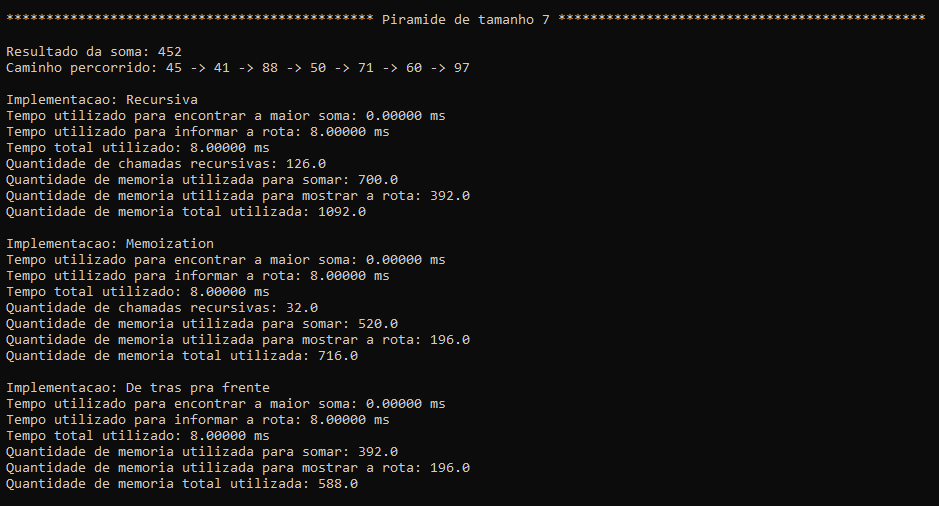 ********************************************** Piramide de tamanho 7 **********************************************
Resultado da soma: 452
Caminho percorrido: 45 -> 41 -> 88 -> 50 -> 71 -> 60 -> 97
Implementacao: Recursiva
Tempo utilizado para encontrar a maior soma: 0.00000 ms
Tempo utilizado para informar a rota: 8.00000 ms
Tempo total utilizado: 8.00000 ms
Quantidade de chamadas recursivas: 126.0
Quantidade de memoria utilizada para somar: 700.0
Quantidade de memoria utilizada para mostrar a rota: 392.0
Quantidade de memoria total utilizada: 1092.0
Implementacao: Memoization
Tempo utilizado para encontrar a maior soma: 0.00000 ms
Tempo utilizado para informar a rota: 8.00000 ms
Tempo total utilizado: 8.00000 ms
Quantidade de chamadas recursivas: 32.0
Quantidade de memoria utilizada para somar: 520.0
Quantidade de memoria utilizada para mostrar a rota: 196.0
Quantidade de memoria total utilizada: 716.0
Implementacao: De tras pra frente
Tempo utilizado para encontrar a maior soma: 0.00000 ms
Tempo utilizado para informar a rota: 8.00000 ms
Tempo total utilizado: 8.00000 ms
Quantidade de memoria utilizada para somar: 392.0
Quantidade de memoria utilizada para mostrar a rota: 196.0
Quantidade de memoria total utilizada: 588.0